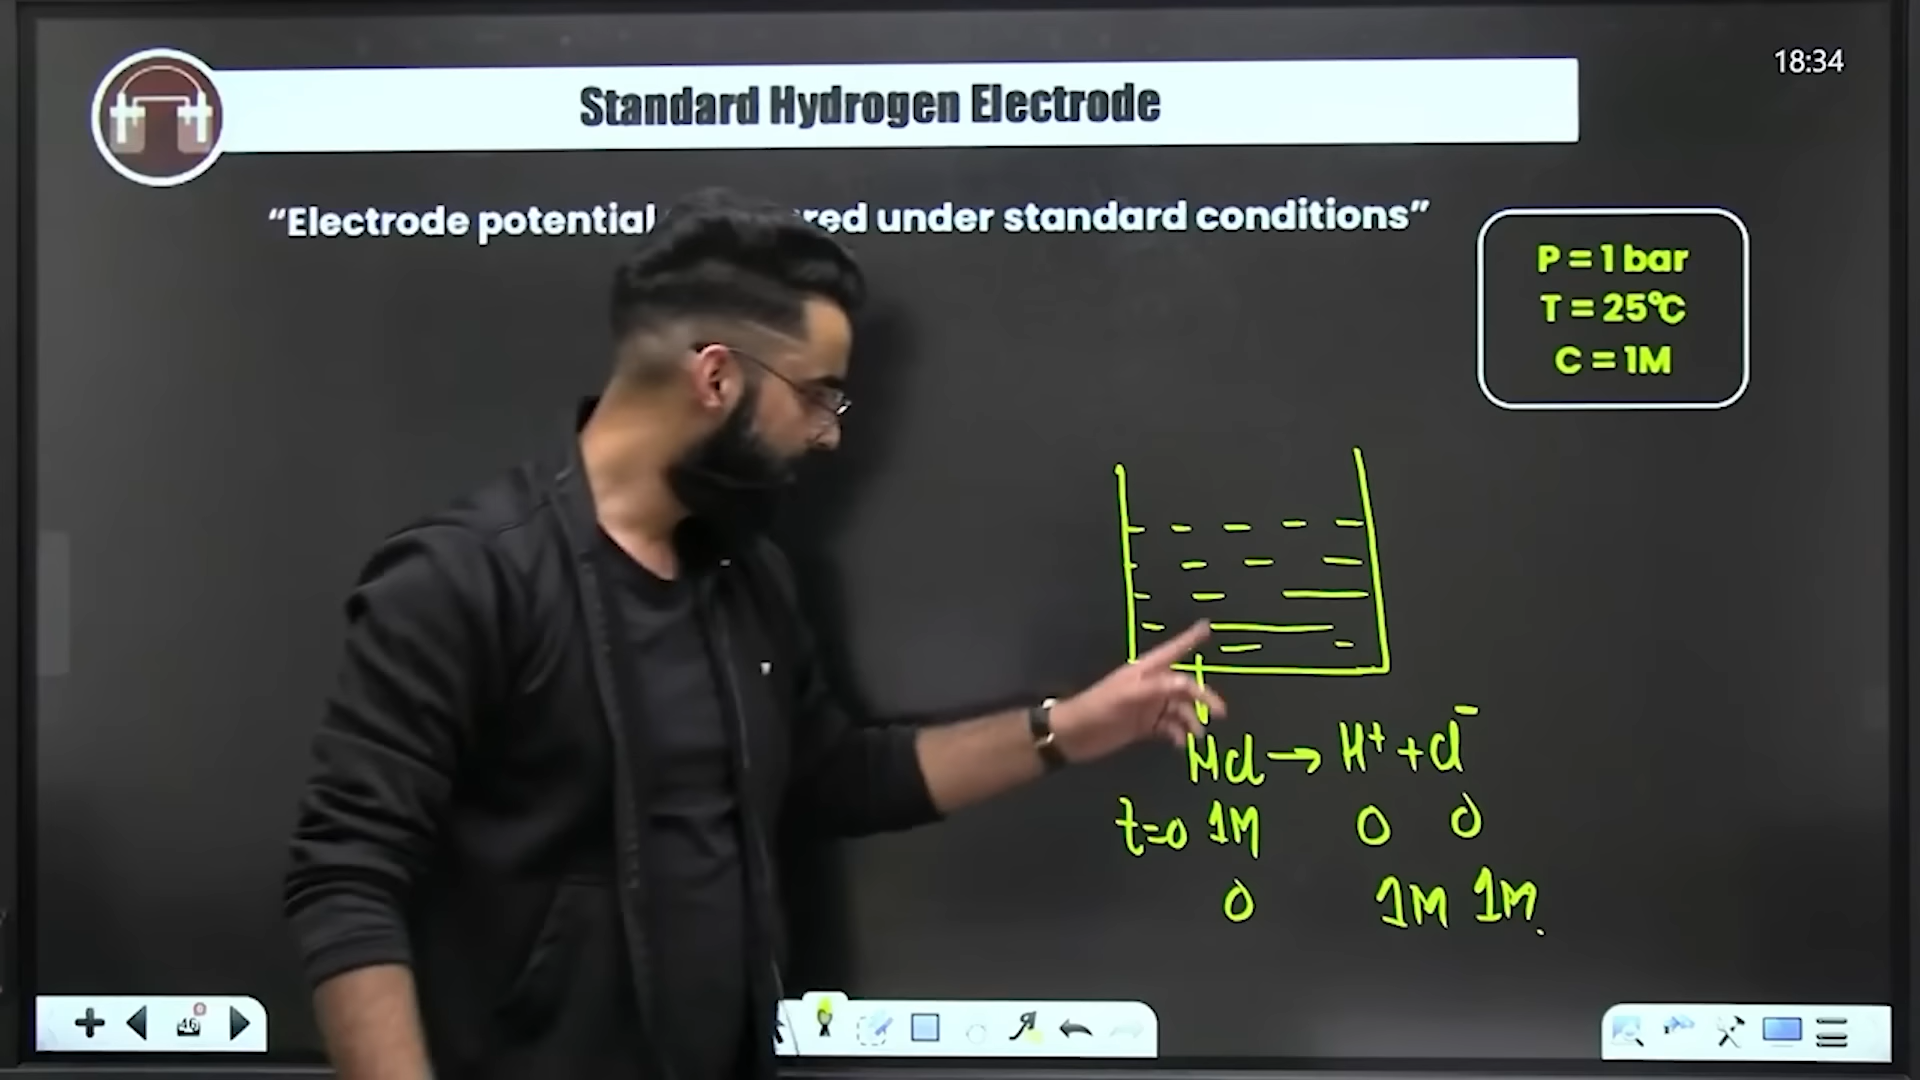 18:34
Standard Hydrogen Electrode
“Electrode potential red under standard conditions”
P = 1 bar
T = 25°C
C = 1M
HCl → H⁺ + Cl⁻
t=0 1M 0 0
0 1M 1M.